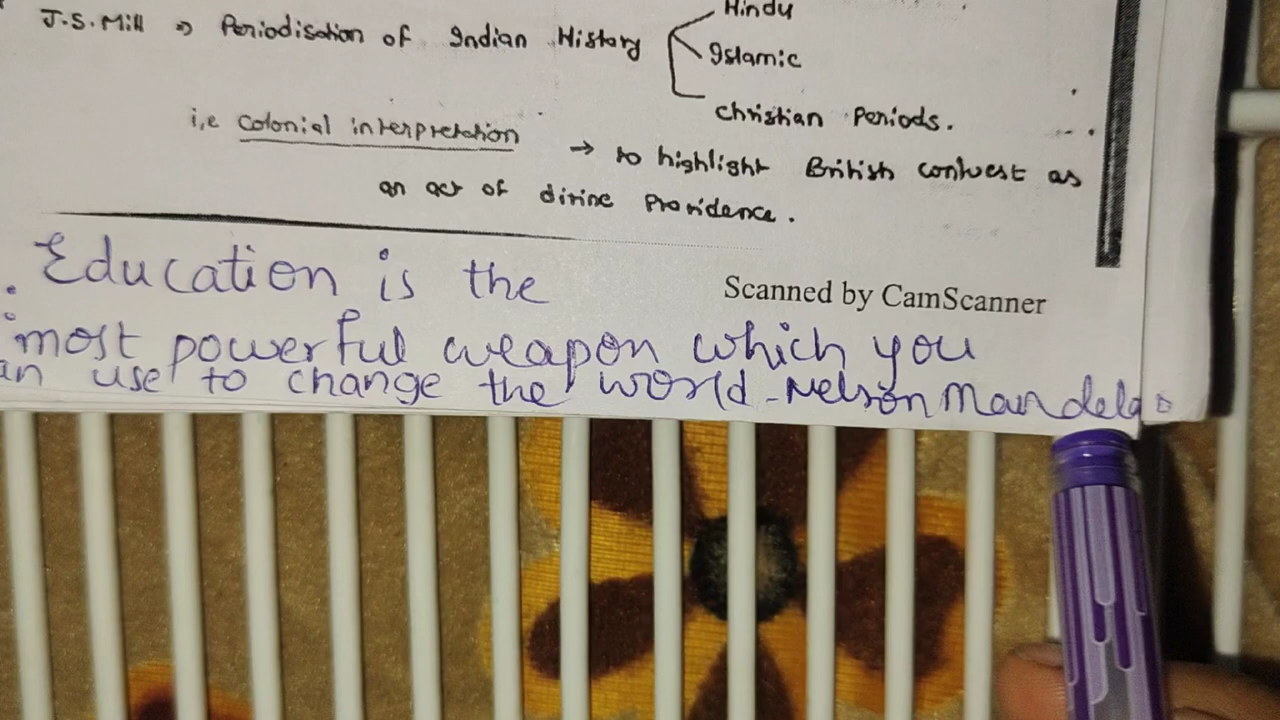 J.S. Mill ⇒ Periodisation of Indian History
Hindu
Islamic
Christian Periods.
i,e colonial interpretation → to highlight British contuest as
an act of divine Providence.
Education is the
Scanned by CamScanner
most powerful weapon which you
an use to change the world - Nelson Mandela